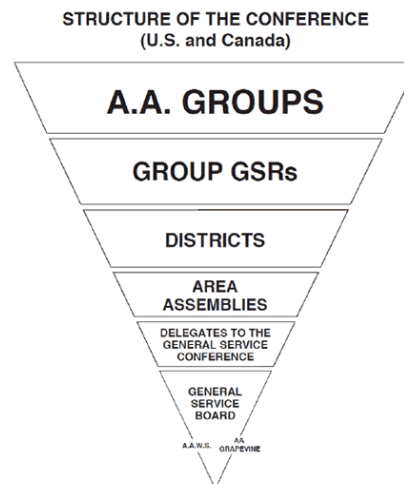 STRUCTURE OF THE CONFERENCE
(U.S. and Canada)
A.A. GROUPS
GROUP GSRs
DISTRICTS
AREA
ASSEMBLIES
DELEGATES TO THE
GENERAL SERVICE
CONFERENCE
GENERAL
SERVICE
BOARD
A.A.W.S.
AA
GRAPEVINE